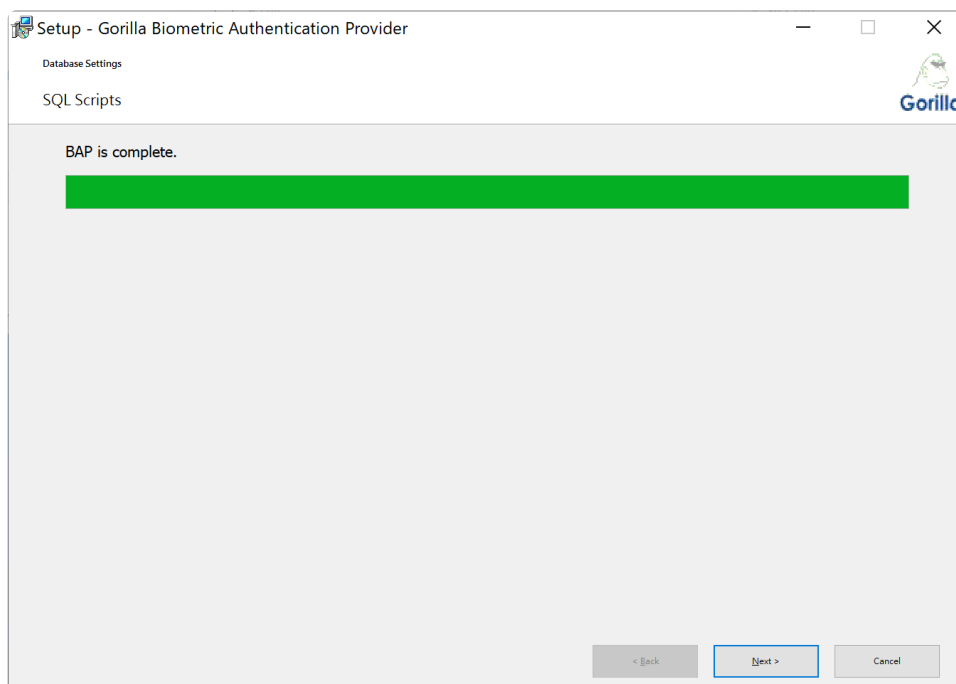 Setup - Gorilla Biometric Authentication Provider
Database Settings
SQL Scripts
Gorilla
BAP is complete.
< Back
Next >
Cancel